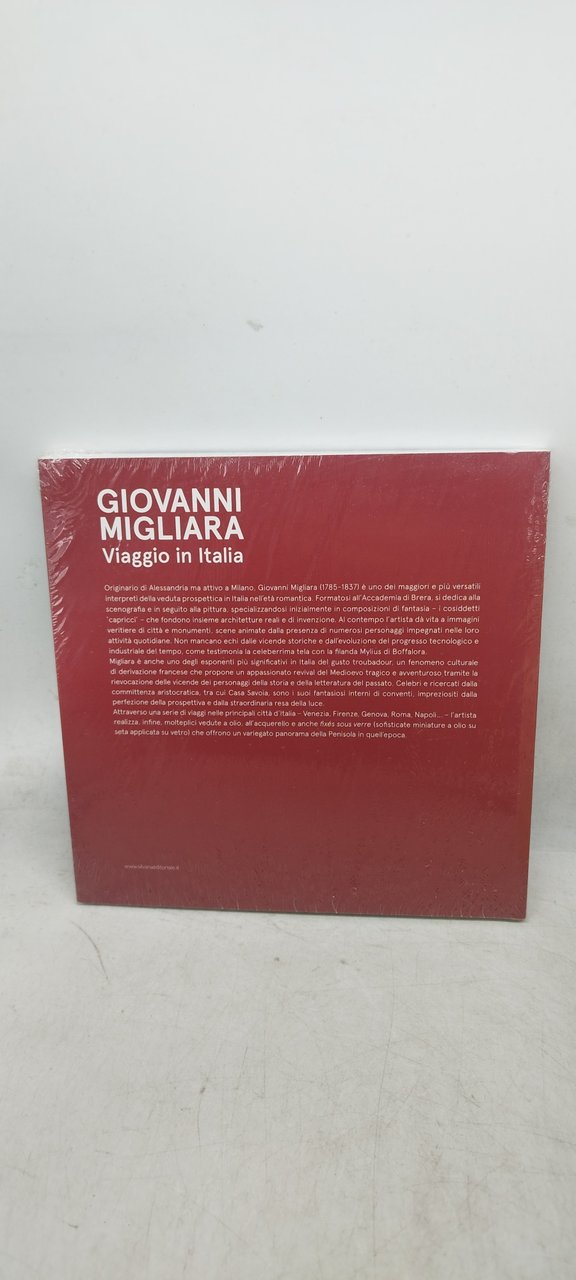 GIOVANNI
MIGLIARA
Viaggio in Italia
Originario di Alessandria ma attivo a Milano, Giovanni Migliara (1785-1837) è uno dei maggiori e più versatili
interpreti della veduta prospettica in Italia nell'età romantica. Formatosi all'Accademia di Brera, si dedica alla
scenografia e in seguito alla pittura, specializzandosi inizialmente in composizioni di fantasia – i cosiddetti
'capricci' – che fondono insieme architetture reali e di invenzione. Al contempo l'artista dà vita a immagini
veritiere di città e monumenti, scene animate dalla presenza di numerosi personaggi impegnati nelle loro
attività quotidiane. Non mancano echi dalle vicende storiche e dall'evoluzione del progresso tecnologico e
industriale del tempo, come testimonia la celeberrima tela con la filanda Mylius di Boffalora.
Migliara è anche uno degli esponenti più significativi in Italia del gusto troubadour, un fenomeno culturale
di derivazione francese che propone un appassionato revival del Medioevo tragico e avventuroso tramite la
rievocazione delle vicende dei personaggi della storia e della letteratura del passato. Celebri e ricercati dalla
committenza aristocratica, tra cui Casa Savoia, sono i suoi fantasiosi interni di conventi, impreziositi dalla
perfezione della prospettiva e dalla straordinaria resa della luce.
Attraverso una serie di viaggi nelle principali città d'Italia – Venezia, Firenze, Genova, Roma, Napoli... – l'artista
realizza, infine, molteplici vedute a olio, all'acquerello e anche fixés sous verre (sofisticate miniature a olio su
seta applicata su vetro) che offrono un variegato panorama della Penisola in quell'epoca.
www.silvanaeditoriale.it